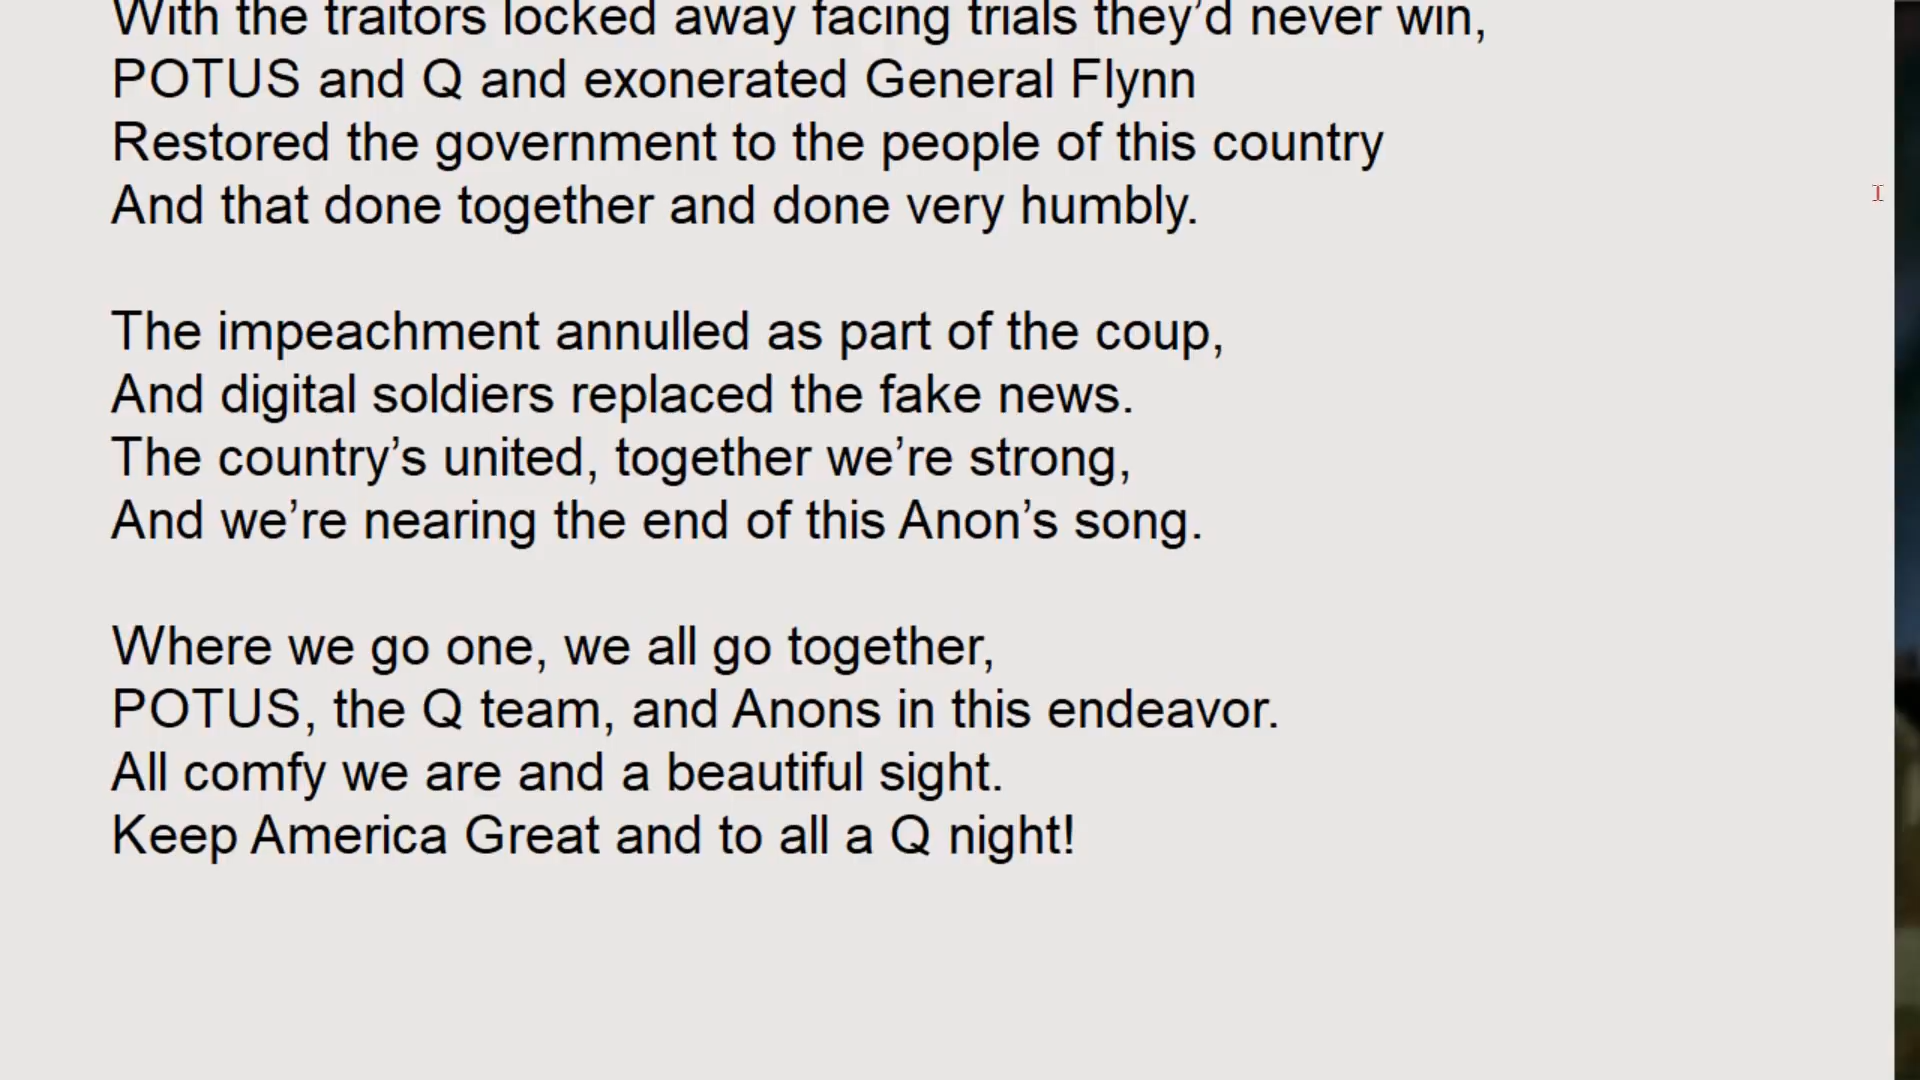 With the traitors locked away facing trials they’d never win,
POTUS and Q and exonerated General Flynn
Restored the government to the people of this country
And that done together and done very humbly.
The impeachment annulled as part of the coup,
And digital soldiers replaced the fake news.
The country’s united, together we’re strong,
And we’re nearing the end of this Anon’s song.
Where we go one, we all go together,
POTUS, the Q team, and Anons in this endeavor.
All comfy we are and a beautiful sight.
Keep America Great and to all a Q night!